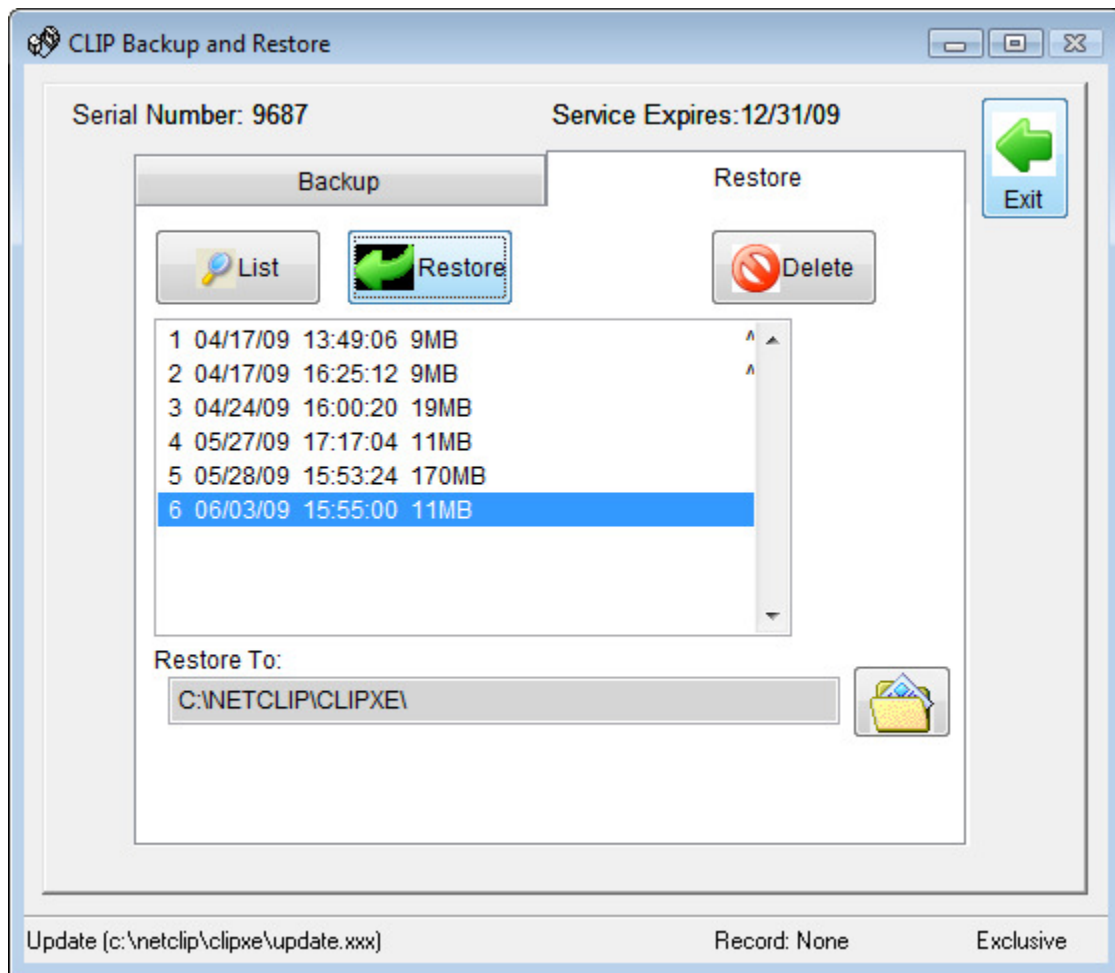 CLIP Backup and Restore
Serial Number: 9687 Service Expires:12/31/09
Exit
Backup Restore
List Restore Delete
1 04/17/09 13:49:06 9MB
2 04/17/09 16:25:12 9MB
3 04/24/09 16:00:20 19MB
4 05/27/09 17:17:04 11MB
5 05/28/09 15:53:24 170MB
6 06/03/09 15:55:00 11MB
Restore To:
C:\NETCLIP\CLIPXE\
Update (c:\netclip\clipxe\update.xxx) Record: None Exclusive